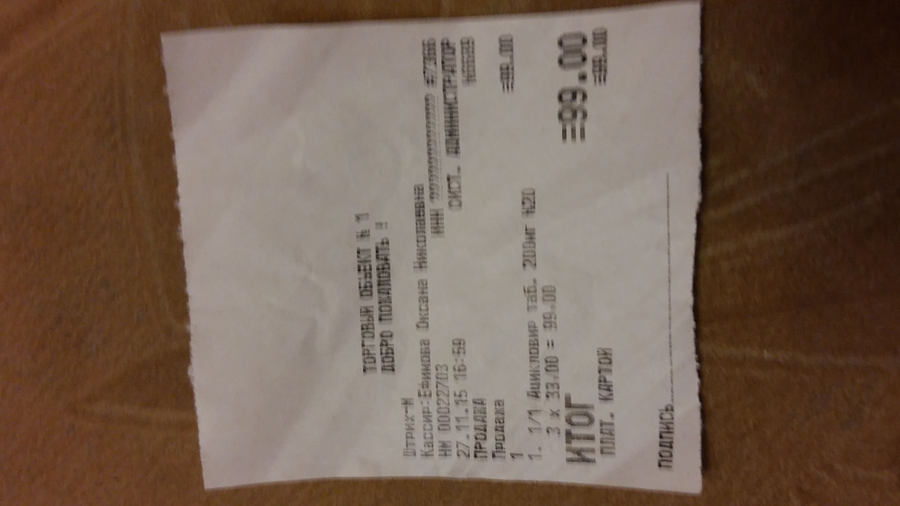 ТОРГОВЫЙ ОБЪЕКТ № 1
ДОБРО ПОЖАЛОВАТЬ !!
Штрих-М
Кассир:Ефимова Оксана Николаевна #7366
НМ 00022703 ИНН 000000000000
27.11.15 16:59 СИСТ. АДМИНИСТРАТОР
ПРОДАЖА
Продажа
1 =99.00
1. 1/1 Ацикловир таб. 200мг №20
3 X 33.00 = 99.00
ИТОГ =99.00
ПЛАТ. КАРТОЙ =99.00
ПОДПИСЬ